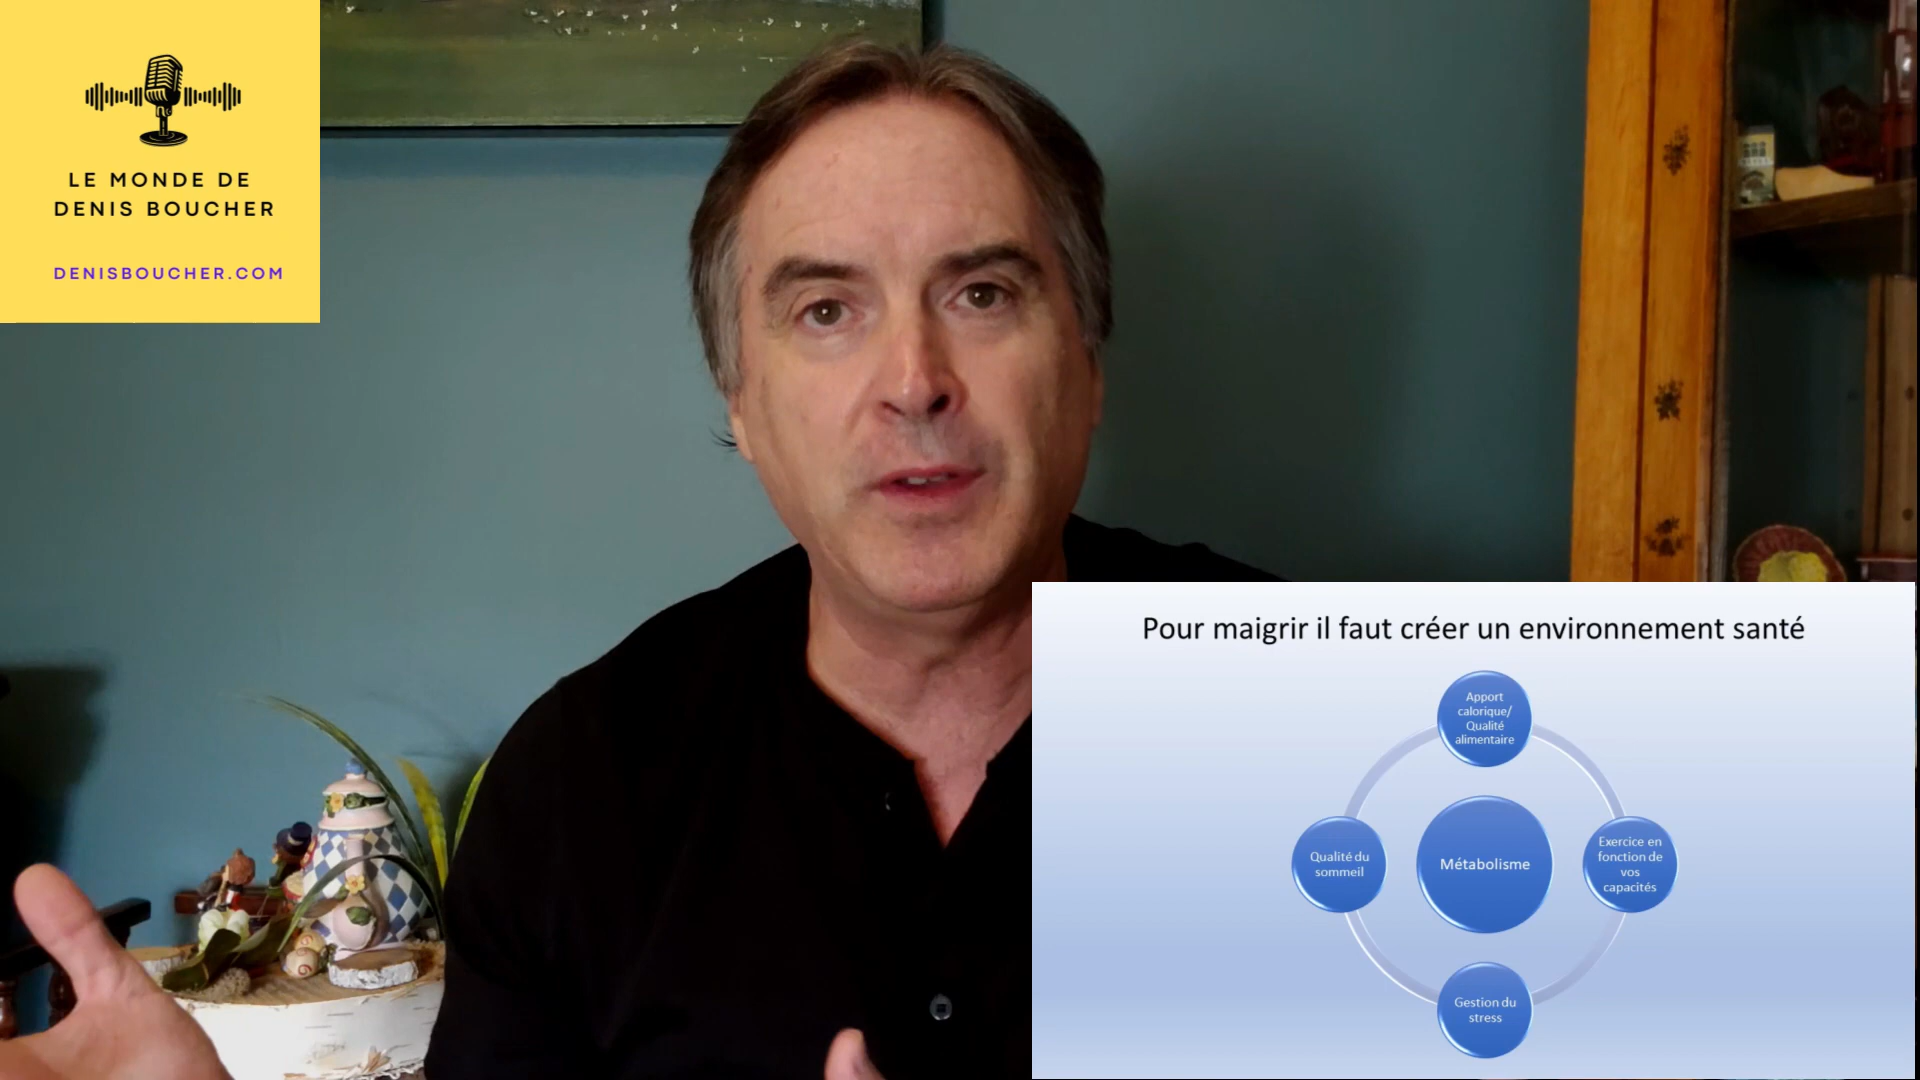 LE MONDE DE
DENIS BOUCHER
DENISBOUCHER.COM
Pour maigrir il faut créer un environnement santé
Apport
calorique/
Qualité
alimentaire
Qualité du
sommeil
Métabolisme
Exercice en
fonction de
vos
capacités
Gestion du
stress